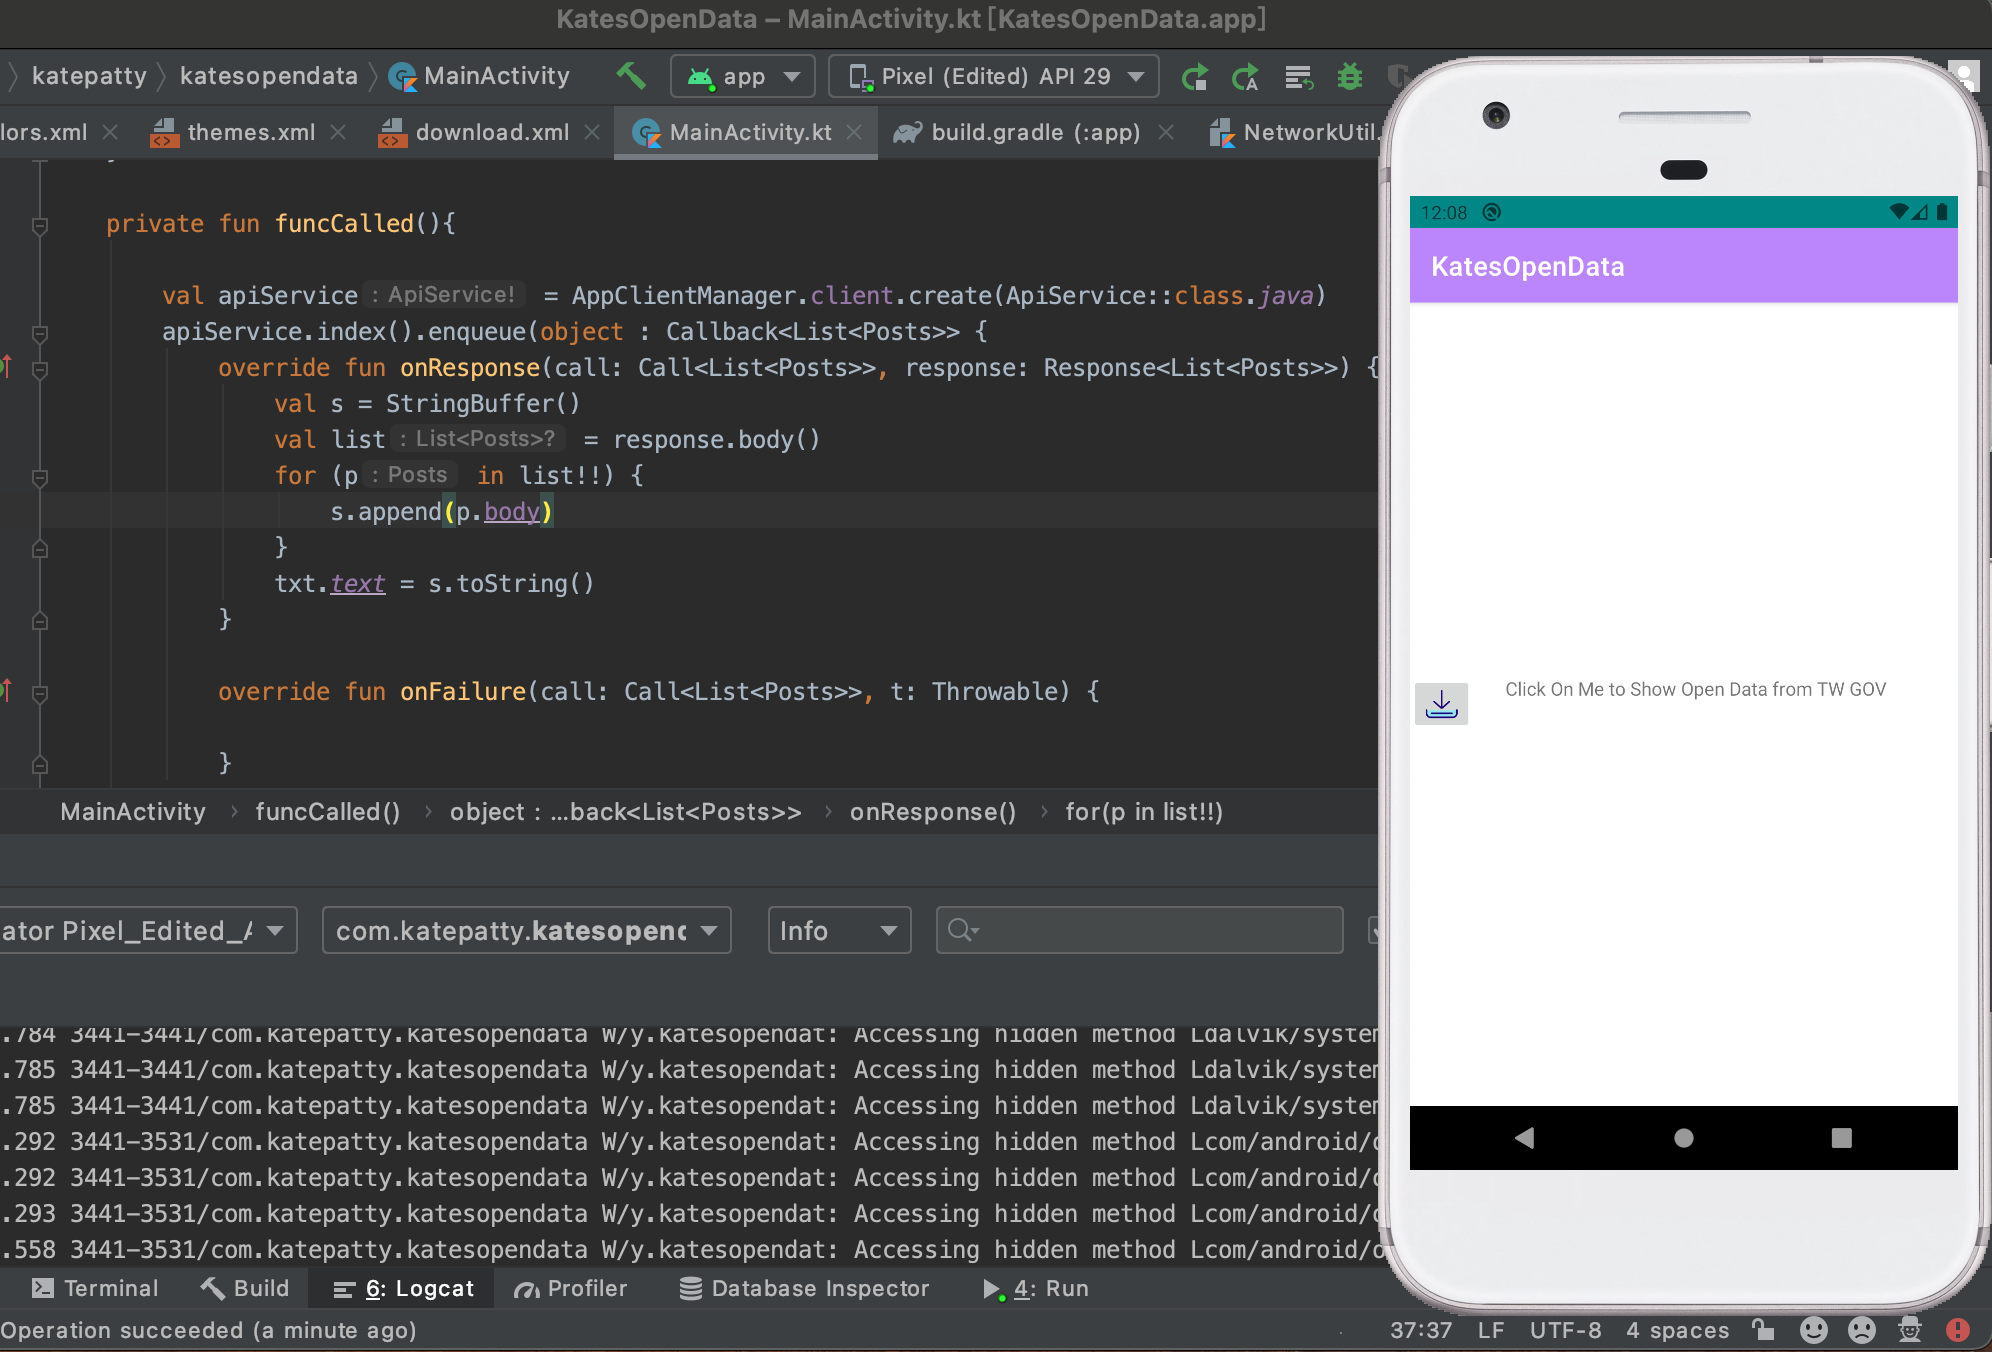 KatesOpenData – MainActivity.kt [KatesOpenData.app]
katepatty katesopendata MainActivity app Pixel (Edited) API 29
lors.xml themes.xml download.xml MainActivity.kt build.gradle (:app) NetworkUtil.
private fun funcCalled(){
val apiService : ApiService! = AppClientManager.client.create(ApiService::class.java)
apiService.index().enqueue(object : Callback<List<Posts>> {
override fun onResponse(call: Call<List<Posts>>, response: Response<List<Posts>>) {
val s = StringBuffer()
val list : List<Posts>? = response.body()
for (p : Posts in list!!) {
s.append(p.body)
}
txt.text = s.toString()
}
override fun onFailure(call: Call<List<Posts>>, t: Throwable) {
}
MainActivity › funcCalled() › object : ...back<List<Posts>> › onResponse() › for(p in list!!)
ator Pixel_Edited_A com.katepatty.katesopend Info
.784 3441-3441/com.katepatty.katesopendata W/y.katesopendat: Accessing hidden method Ldalvik/system
.785 3441-3441/com.katepatty.katesopendata W/y.katesopendat: Accessing hidden method Ldalvik/system
.785 3441-3441/com.katepatty.katesopendata W/y.katesopendat: Accessing hidden method Ldalvik/system
.292 3441-3531/com.katepatty.katesopendata W/y.katesopendat: Accessing hidden method Lcom/android/o
.292 3441-3531/com.katepatty.katesopendata W/y.katesopendat: Accessing hidden method Lcom/android/o
.293 3441-3531/com.katepatty.katesopendata W/y.katesopendat: Accessing hidden method Lcom/android/o
.558 3441-3531/com.katepatty.katesopendata W/y.katesopendat: Accessing hidden method Lcom/android/o
Terminal Build 6: Logcat Profiler Database Inspector 4: Run
Operation succeeded (a minute ago) 37:37 LF UTF-8 4 spaces
12:08
KatesOpenData
Click On Me to Show Open Data from TW GOV